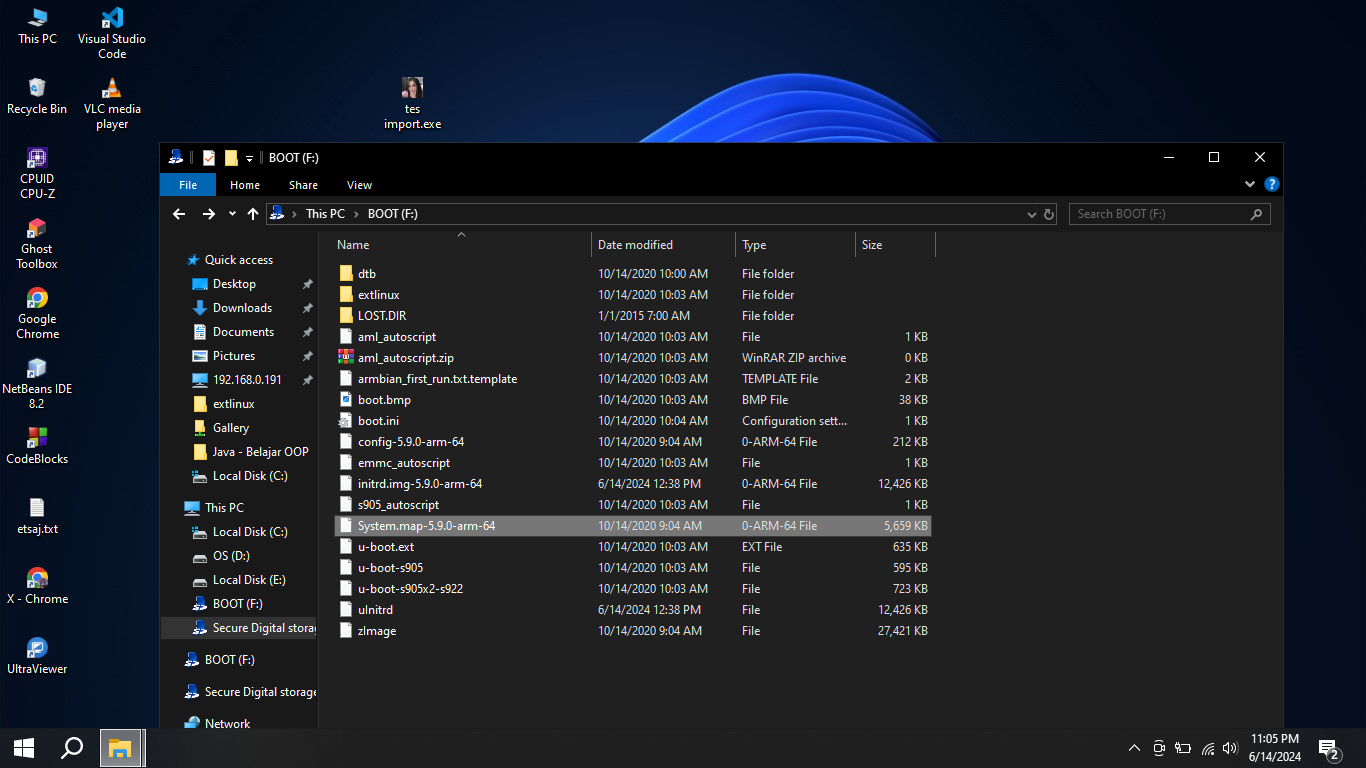 This PC
Visual Studio
Code
Recycle Bin
VLC media
player
tes
import.exe
CPUID
CPU-Z
Ghost
Toolbox
Google
Chrome
NetBeans IDE
8.2
CodeBlocks
etsaj.txt
X - Chrome
UltraViewer
BOOT (F:)
File Home Share View
This PC > BOOT (F:)
Search BOOT (F:)
Quick access
Desktop
Downloads
Documents
Pictures
192.168.0.191
extlinux
Gallery
Java - Belajar OOP
Local Disk (C:)
This PC
Local Disk (C:)
OS (D:)
Local Disk (E:)
BOOT (F:)
Secure Digital storag
BOOT (F:)
Secure Digital storage
Network
Name Date modified Type Size
dtb 10/14/2020 10:00 AM File folder
extlinux 10/14/2020 10:03 AM File folder
LOST.DIR 1/1/2015 7:00 AM File folder
aml_autoscript 10/14/2020 10:03 AM File 1 KB
aml_autoscript.zip 10/14/2020 10:03 AM WinRAR ZIP archive 0 KB
armbian_first_run.txt.template 10/14/2020 10:03 AM TEMPLATE File 2 KB
boot.bmp 10/14/2020 10:03 AM BMP File 38 KB
boot.ini 10/14/2020 10:04 AM Configuration sett... 1 KB
config-5.9.0-arm-64 10/14/2020 9:04 AM 0-ARM-64 File 212 KB
emmc_autoscript 10/14/2020 10:03 AM File 1 KB
initrd.img-5.9.0-arm-64 6/14/2024 12:38 PM 0-ARM-64 File 12,426 KB
s905_autoscript 10/14/2020 10:03 AM File 1 KB
System.map-5.9.0-arm-64 10/14/2020 9:04 AM 0-ARM-64 File 5,659 KB
u-boot.ext 10/14/2020 10:03 AM EXT File 635 KB
u-boot-s905 10/14/2020 10:03 AM File 595 KB
u-boot-s905x2-s922 10/14/2020 10:03 AM File 723 KB
uInitrd 6/14/2024 12:38 PM File 12,426 KB
zImage 10/14/2020 9:04 AM File 27,421 KB
11:05 PM
6/14/2024
2